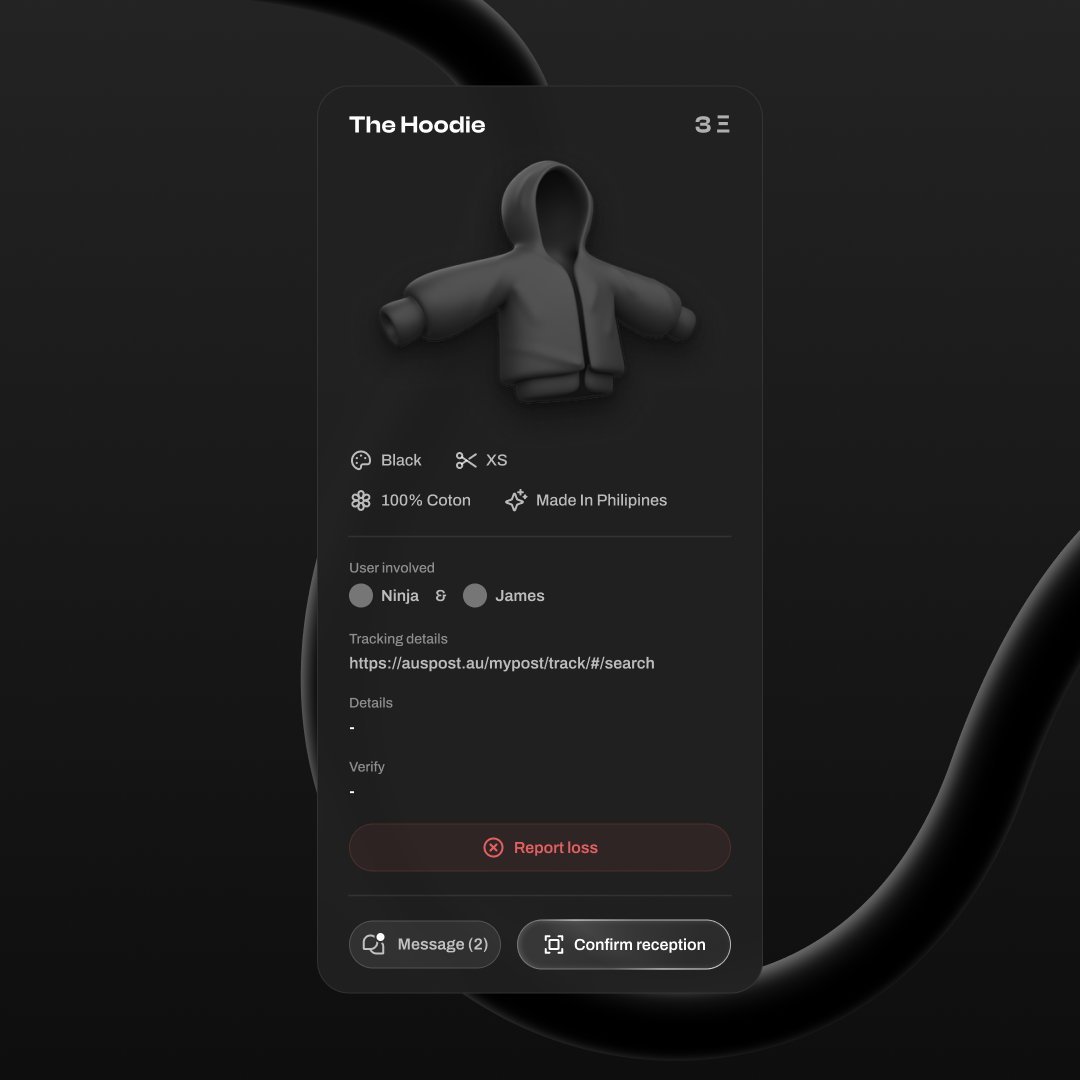 The Hoodie
3 Ξ
Black
XS
100% Coton
Made In Philipines
User involved
Ninja & James
Tracking details
https://auspost.au/mypost/track/#/search
Details
-
Verify
-
Report loss
Message (2)
Confirm reception